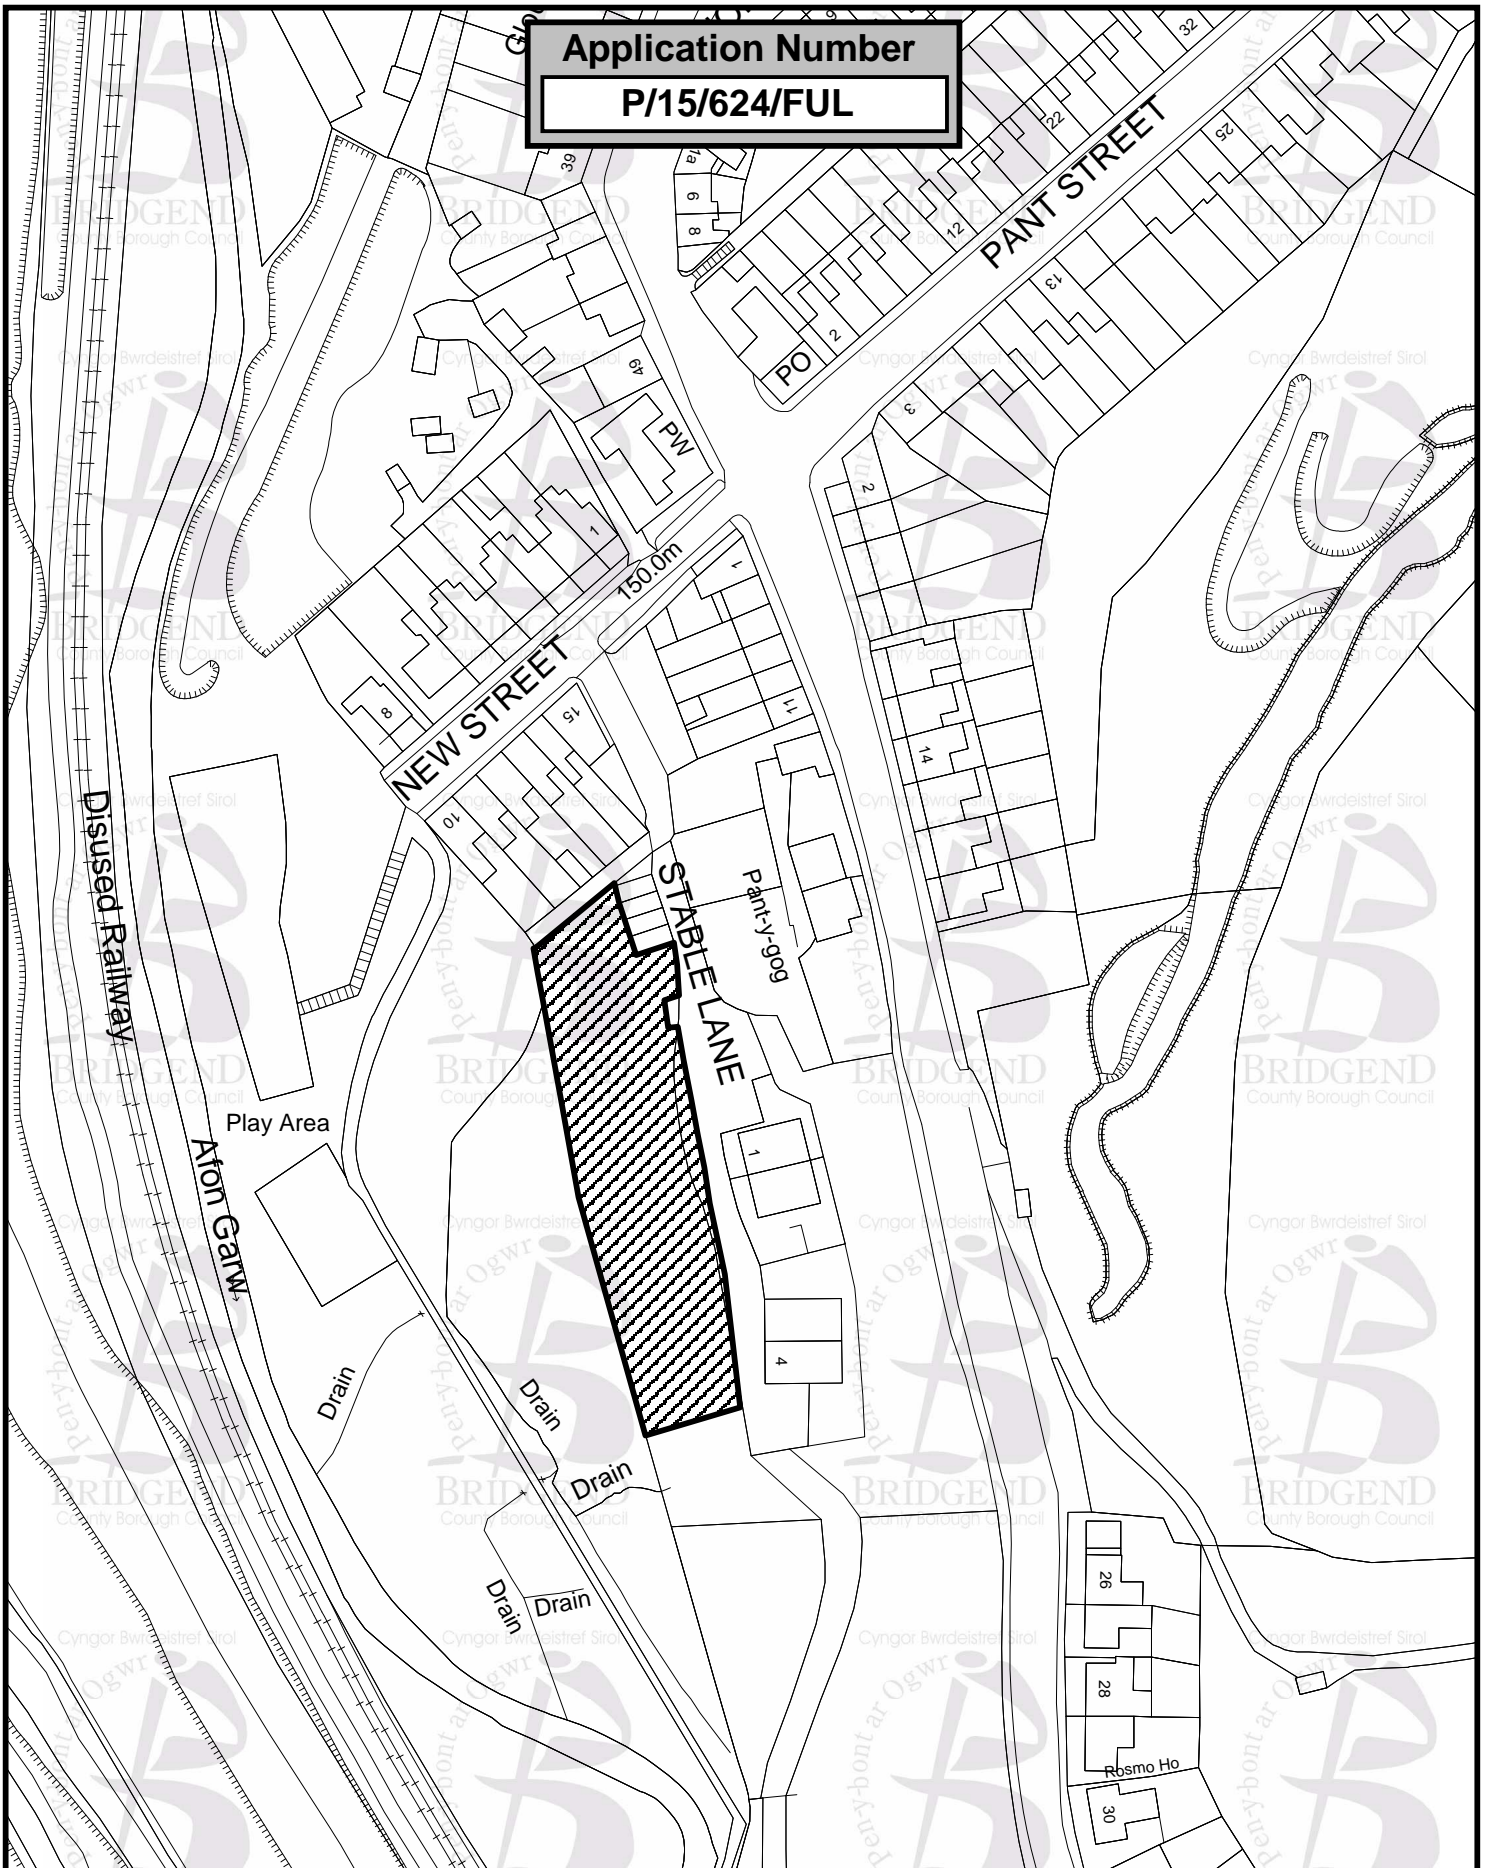 Application Number
P/15/624/FUL
32
22
25
PANT STREET
39
1a
6
8
12
13
2
PO
49
3
PW
2
1
150.0m
1
NEW STREET
8
15
11
14
10
Disused Railway
STABLE LANE
Pant-y-gog
Play Area
1
Afon Garw
4
Drain
Drain
Drain
Drain
Drain
26
28
Rosmo Ho
30
Cyngor Bwrdeistref Sirol
Pen-y-bont ar Ogwr
BRIDGEND
County Borough Council